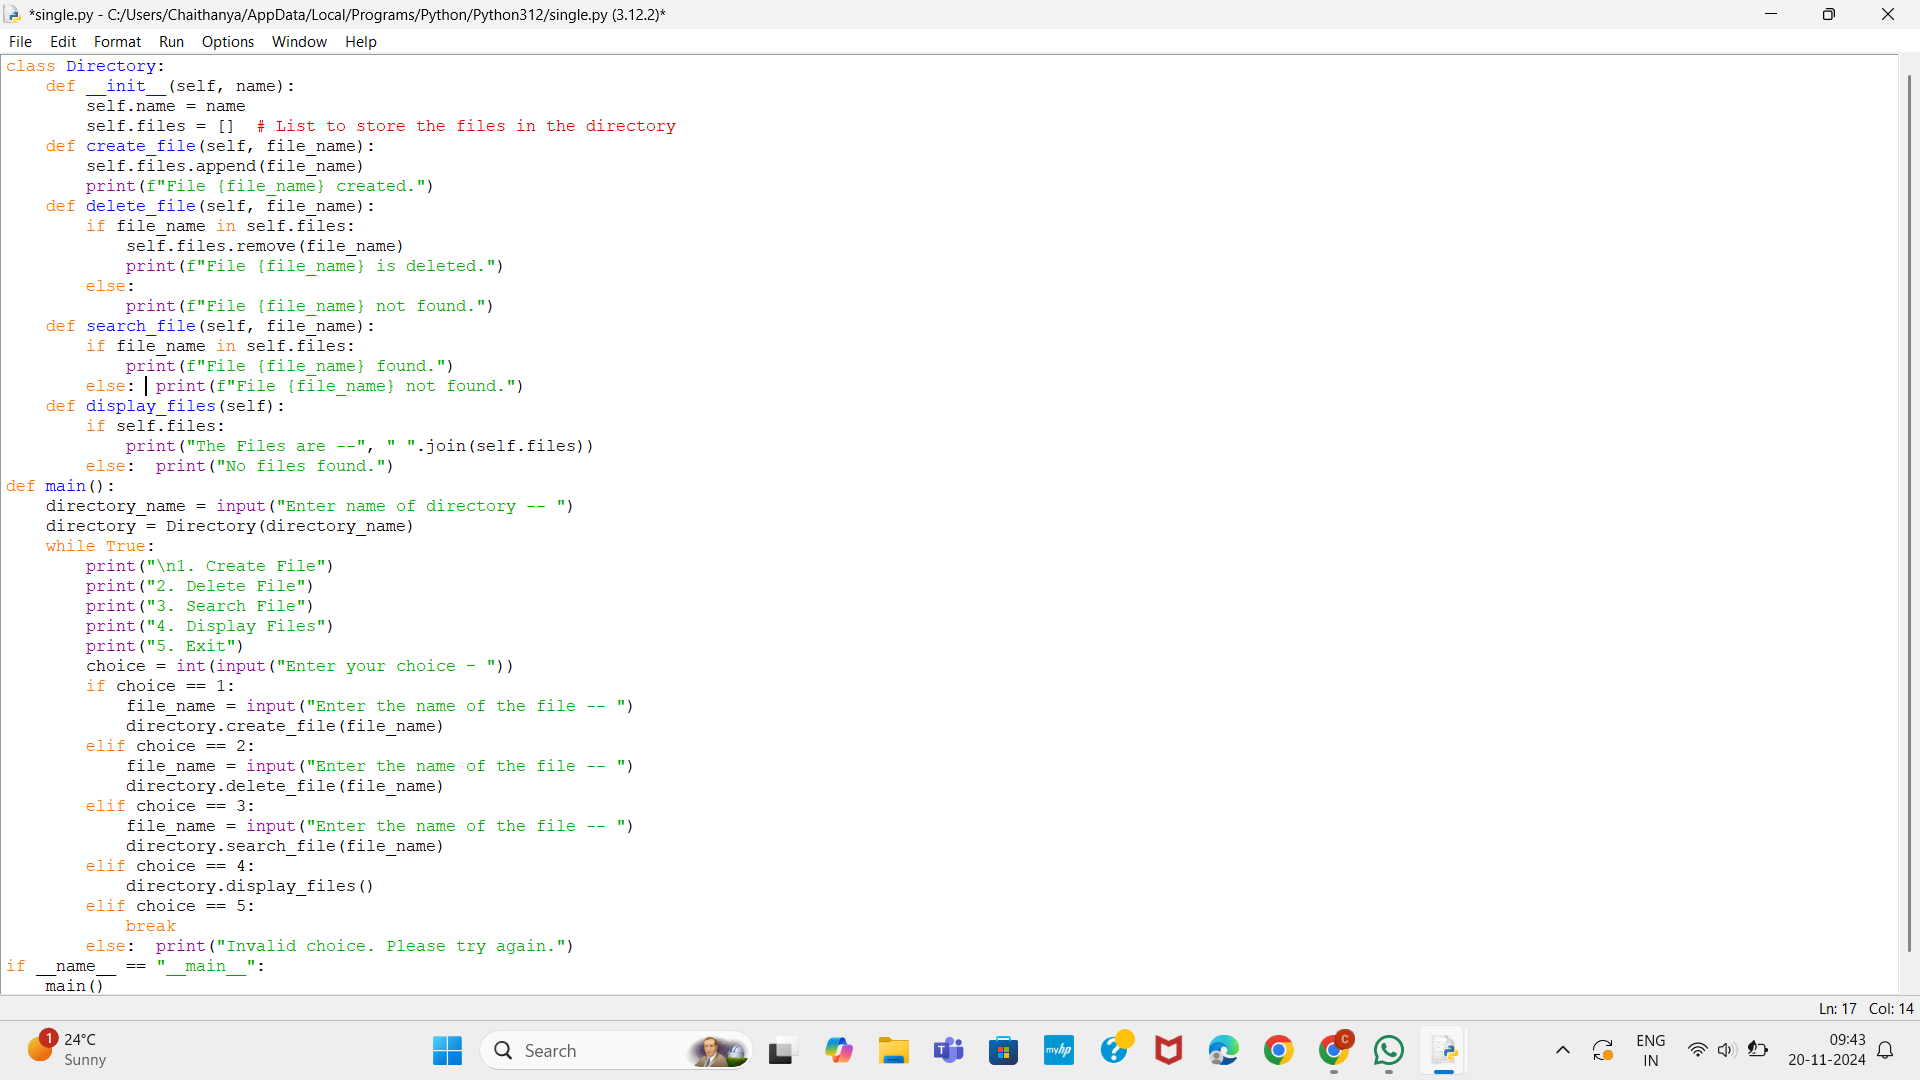 *single.py - C:/Users/Chaithanya/AppData/Local/Programs/Python/Python312/single.py (3.12.2)*
File Edit Format Run Options Window Help
class Directory:
    def __init__(self, name):
        self.name = name
        self.files = []  # List to store the files in the directory
    def create_file(self, file_name):
        self.files.append(file_name)
        print(f"File {file_name} created.")
    def delete_file(self, file_name):
        if file_name in self.files:
            self.files.remove(file_name)
            print(f"File {file_name} is deleted.")
        else:
            print(f"File {file_name} not found.")
    def search_file(self, file_name):
        if file_name in self.files:
            print(f"File {file_name} found.")
        else:  print(f"File {file_name} not found.")
    def display_files(self):
        if self.files:
            print("The Files are --", " ".join(self.files))
        else:  print("No files found.")
def main():
    directory_name = input("Enter name of directory -- ")
    directory = Directory(directory_name)
    while True:
        print("\n1. Create File")
        print("2. Delete File")
        print("3. Search File")
        print("4. Display Files")
        print("5. Exit")
        choice = int(input("Enter your choice - "))
        if choice == 1:
            file_name = input("Enter the name of the file -- ")
            directory.create_file(file_name)
        elif choice == 2:
            file_name = input("Enter the name of the file -- ")
            directory.delete_file(file_name)
        elif choice == 3:
            file_name = input("Enter the name of the file -- ")
            directory.search_file(file_name)
        elif choice == 4:
            directory.display_files()
        elif choice == 5:
            break
        else:  print("Invalid choice. Please try again.")
if __name__ == "__main__":
    main()
Ln: 17 Col: 14
1
24°C
Sunny
Search
myhp
C
ENG
IN
09:43
20-11-2024